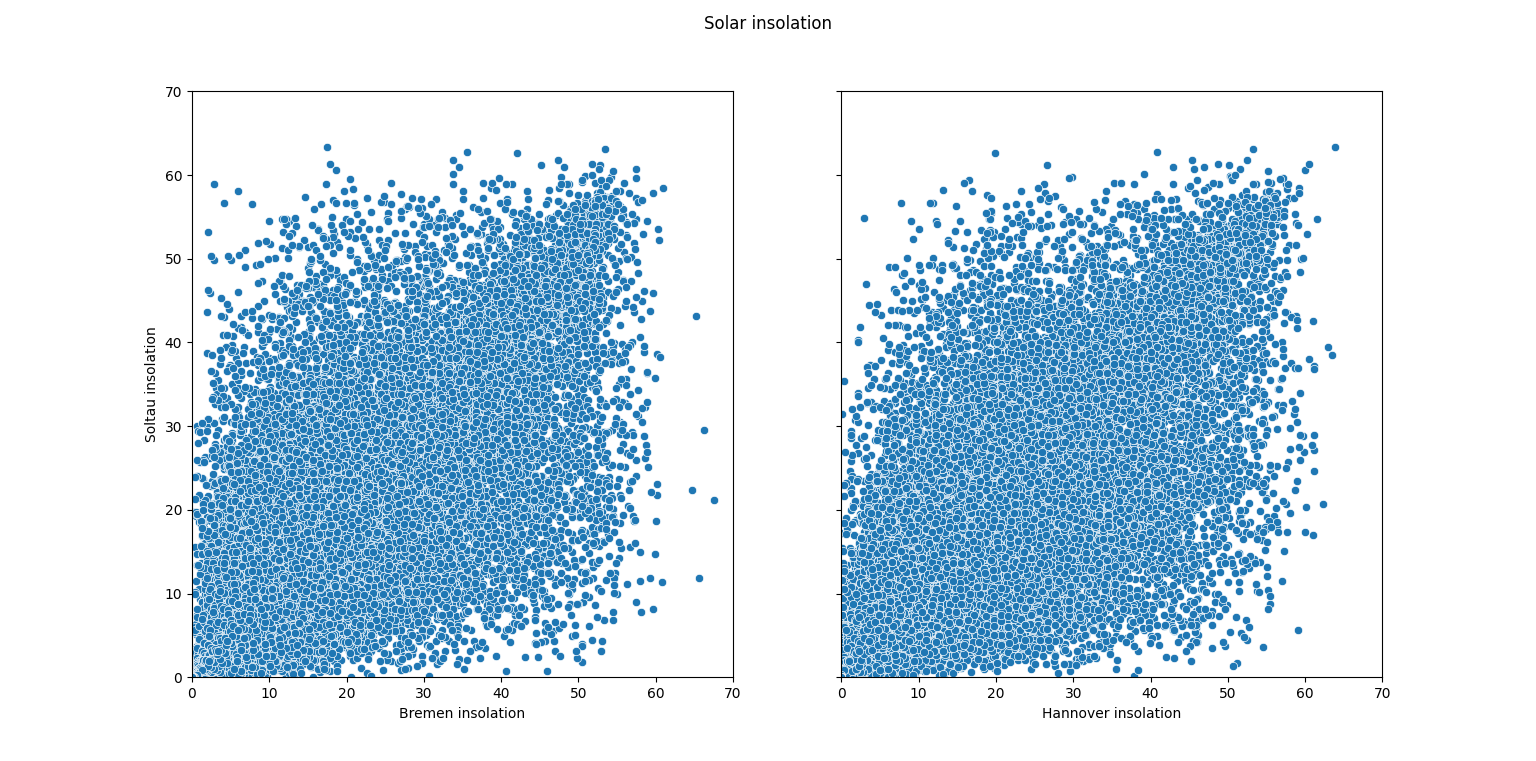 Solar insolation
70
60
50
40
30
20
10
0
Soltau insolation
0 10 20 30 40 50 60 70
Bremen insolation
0 10 20 30 40 50 60 70
Hannover insolation